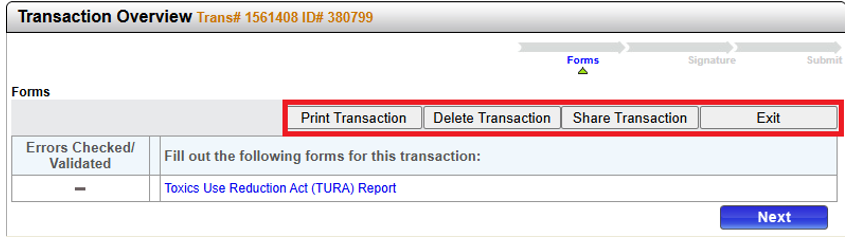 Transaction Overview Trans# 1561408 ID# 380799
Forms Signature Submit
Forms
Print Transaction Delete Transaction Share Transaction Exit
Errors Checked/
Validated
Fill out the following forms for this transaction:
Toxics Use Reduction Act (TURA) Report
Next